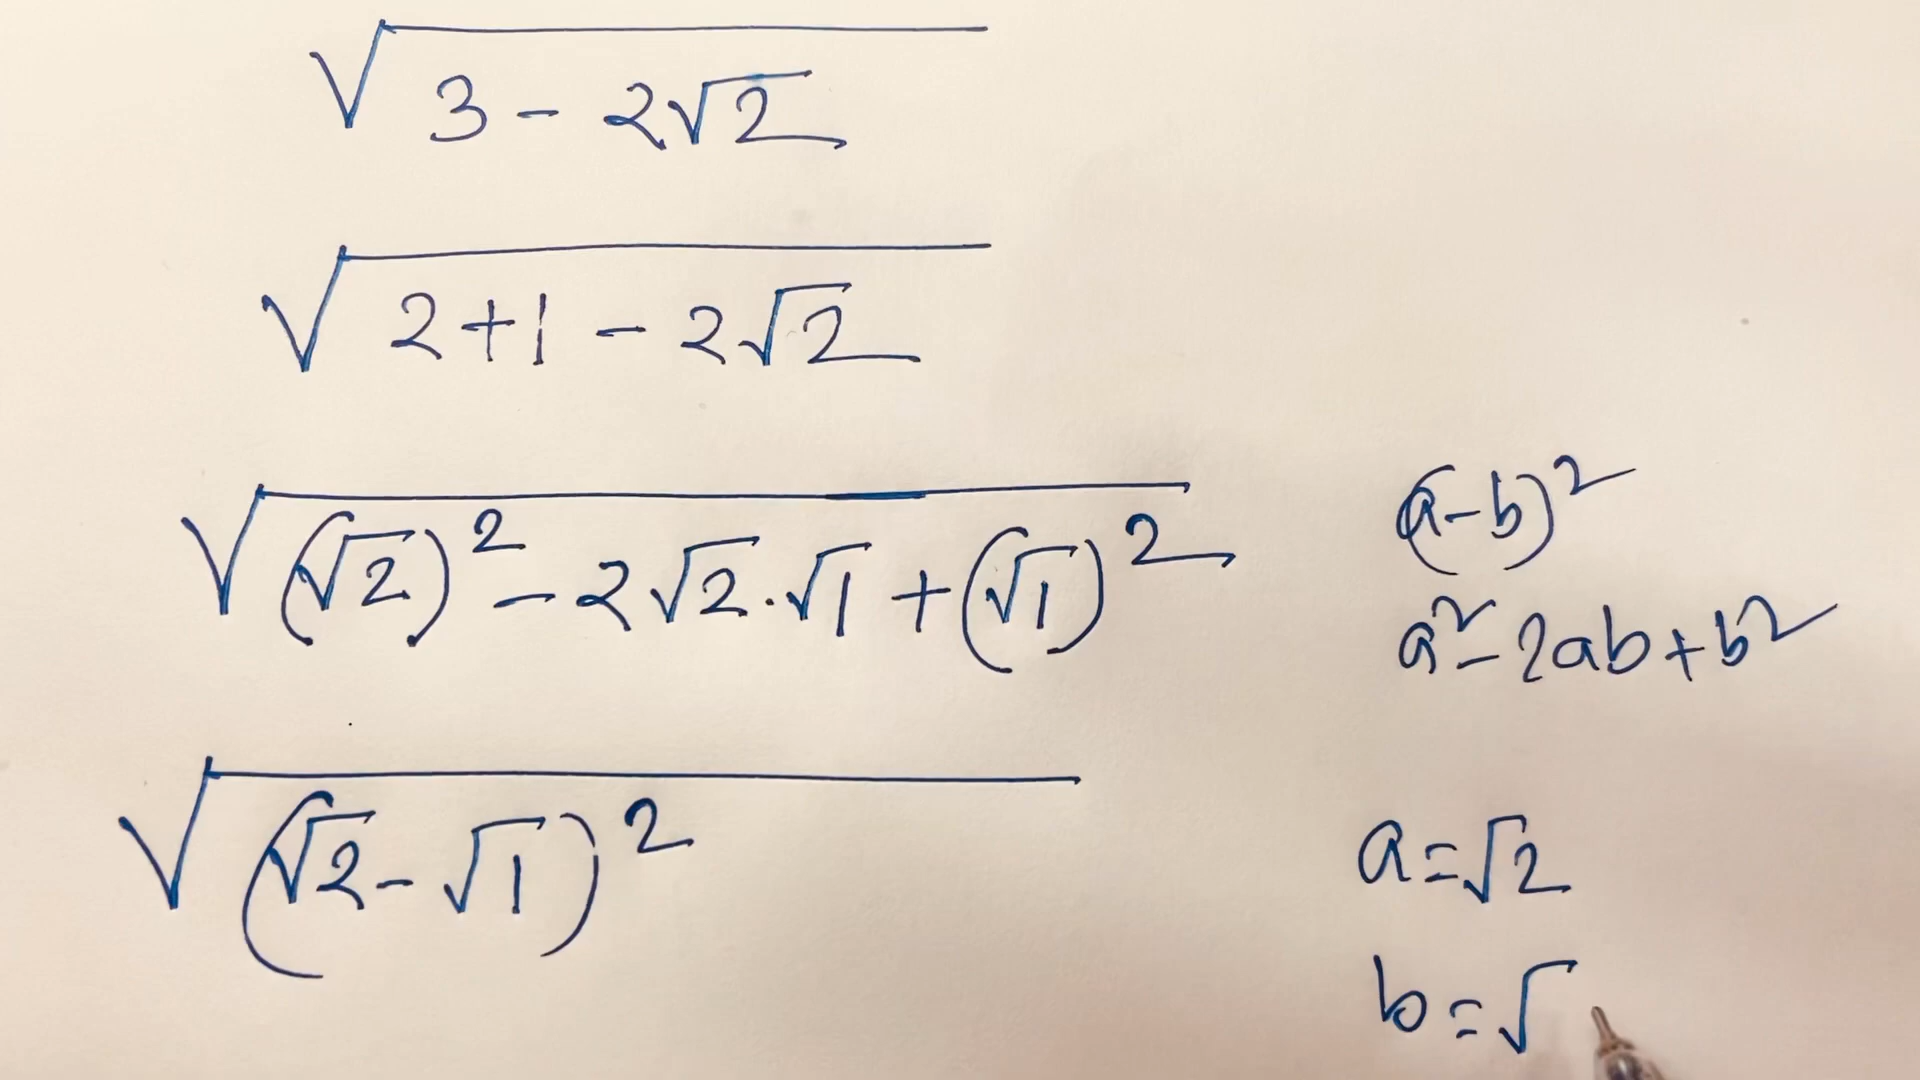 √(3 - 2√2)
√(2+1 - 2√2)
√((√2)² - 2√2·√1 + (√1)²)
(a-b)²
a² - 2ab + b²
√((√2 - √1)²)
a = √2
b = √